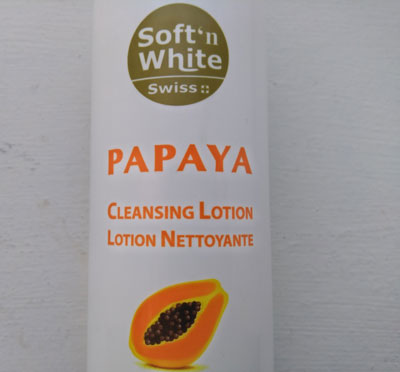 Soft'n
White
Swiss::
PAPAYA
CLEANSING LOTION
LOTION NETTOYANTE